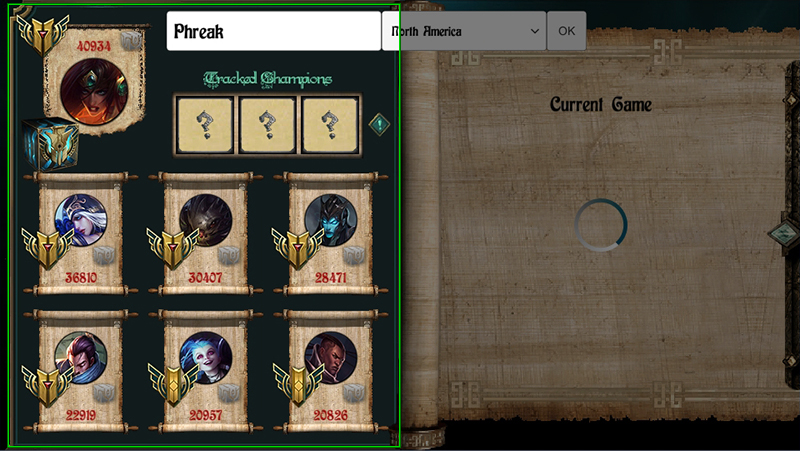 Phreak
North America
OK
40934
Tracked Champions
? ? ?
Current Game
36810
30407
28471
22919
20957
20826